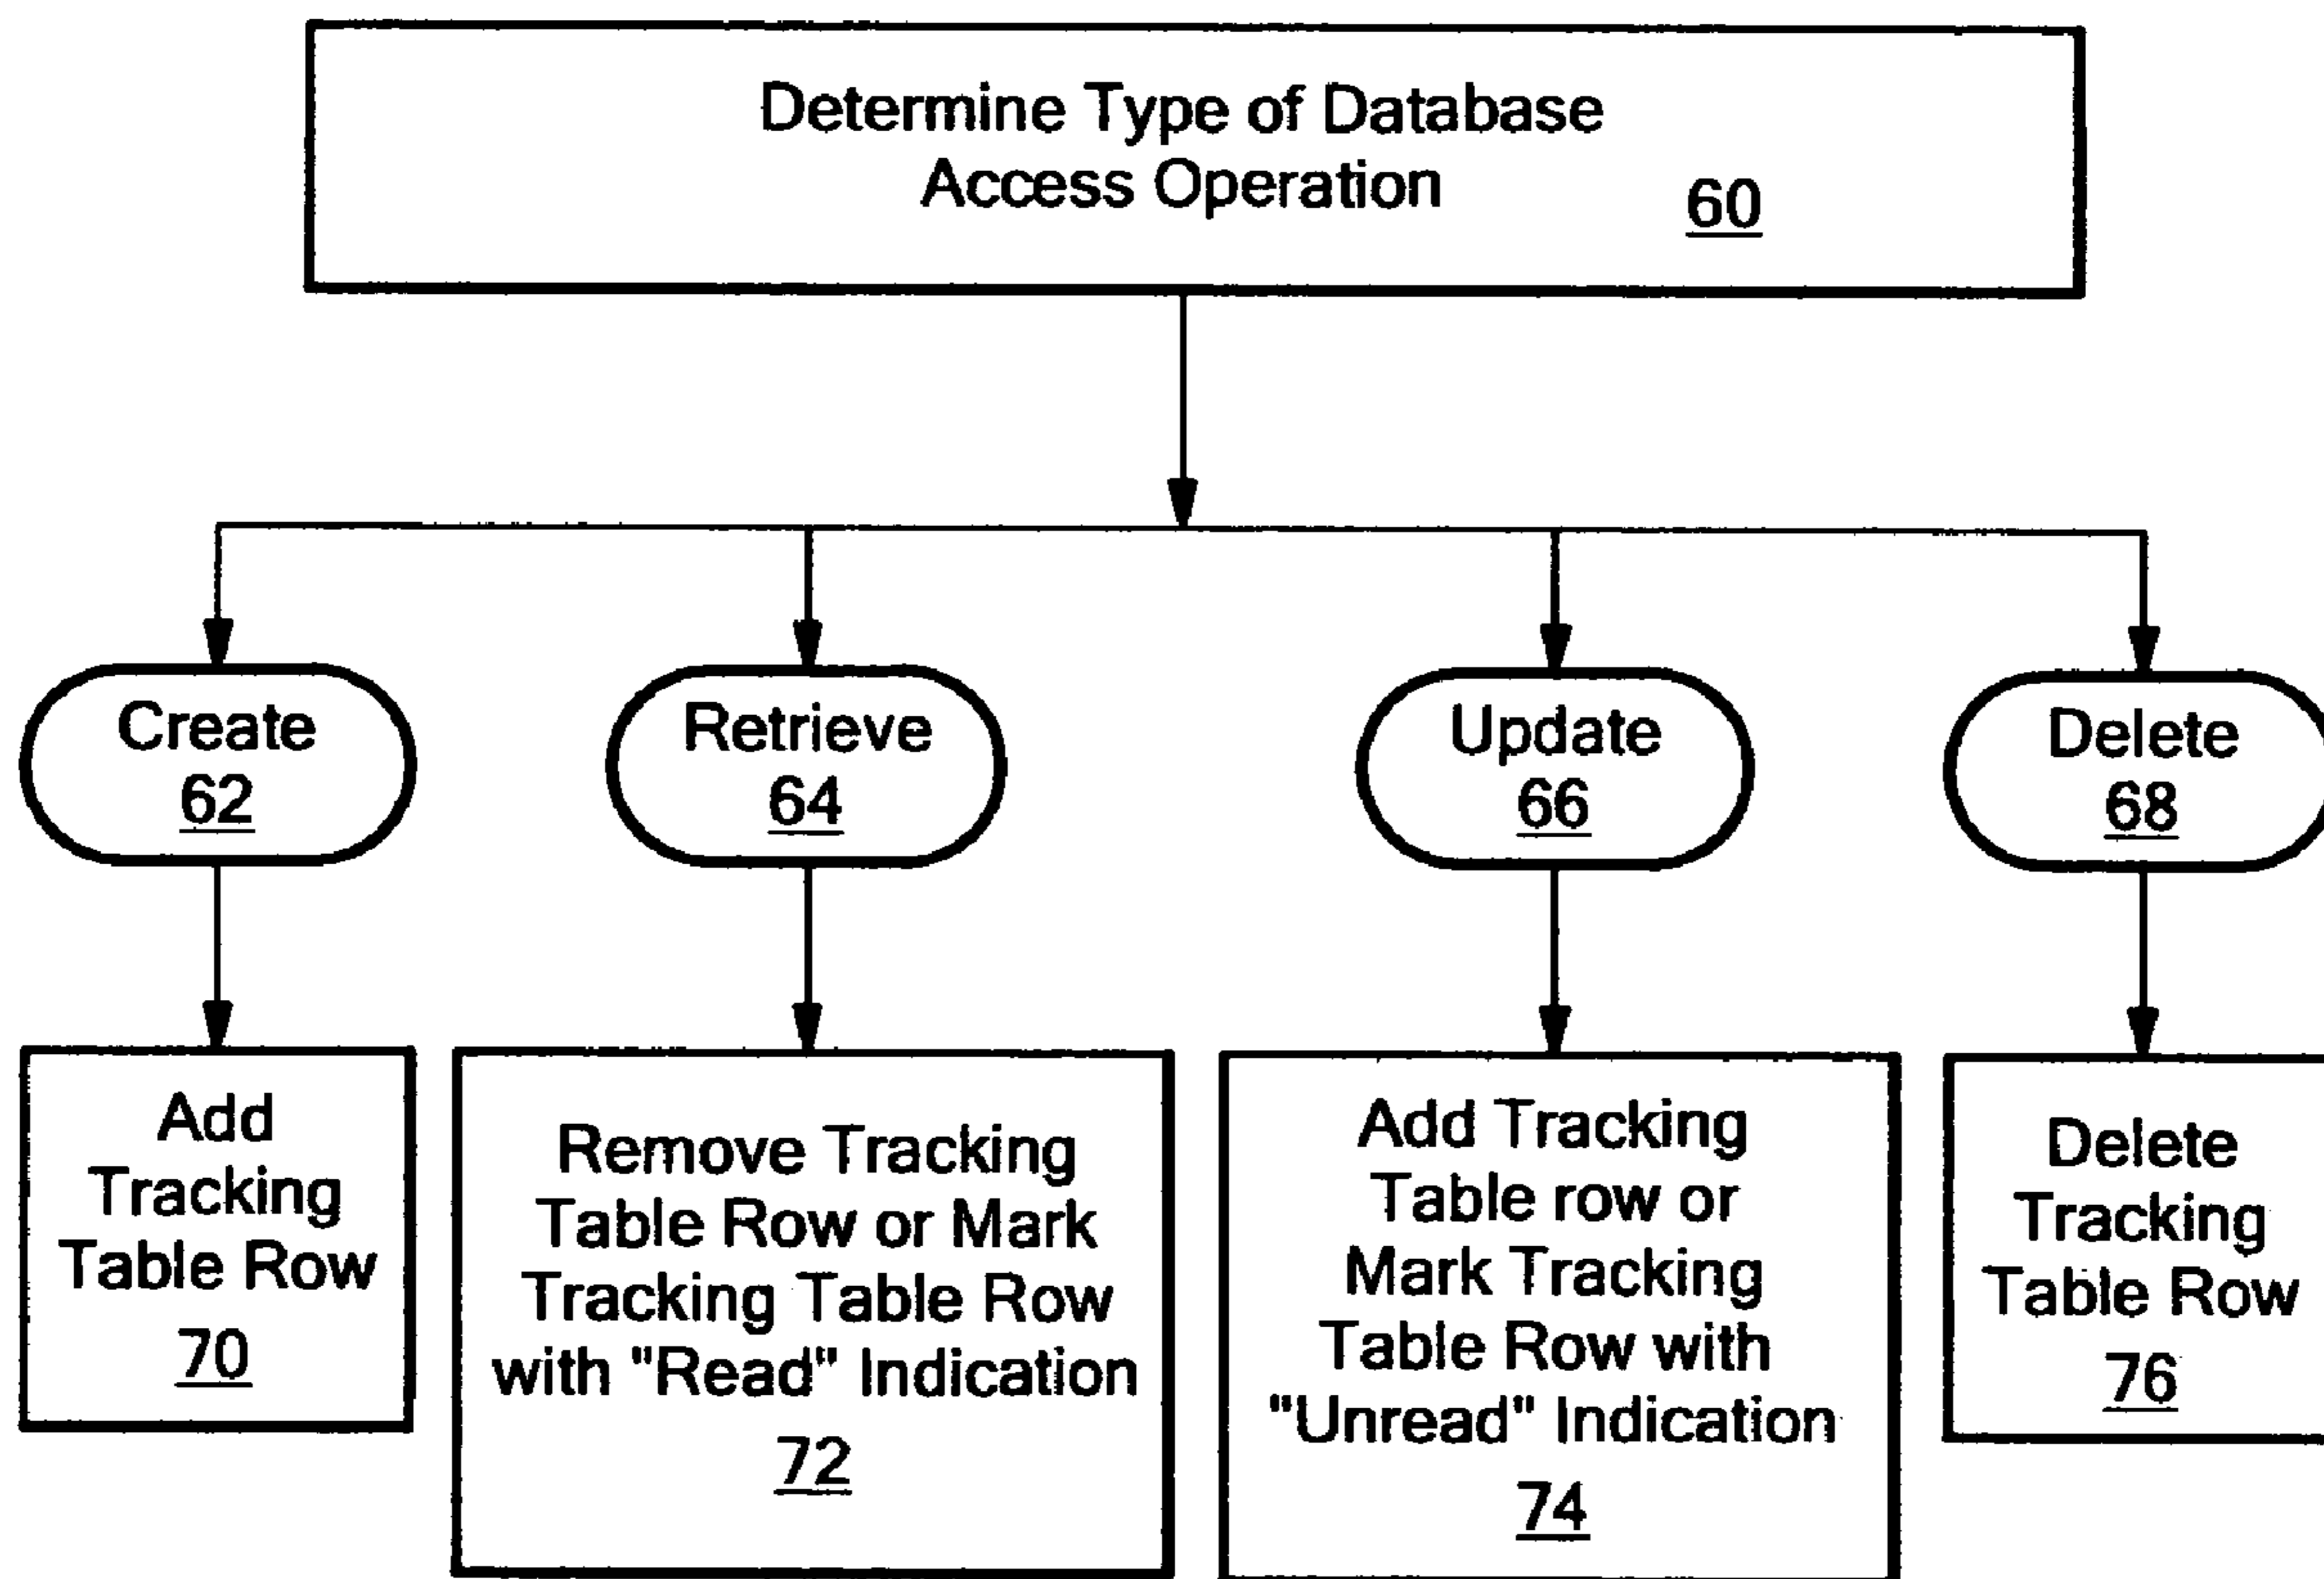 Determine Type of Database
Access Operation
60
Create
62
Retrieve
64
Update
66
Delete
68
Add
Tracking
Table Row
70
Remove Tracking
Table Row or Mark
Tracking Table Row
with "Read" Indication
72
Add Tracking
Table row or
Mark Tracking
Table Row with
"Unread" Indication
74
Delete
Tracking
Table Row
76